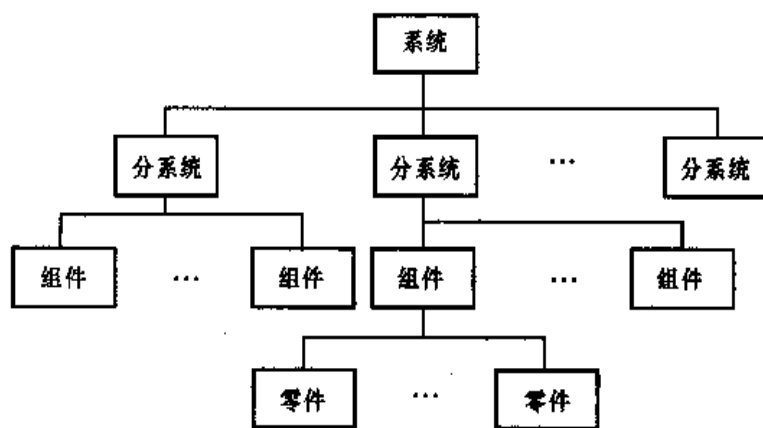 系统
分系统 分系统 … 分系统
组件 … 组件 组件 … 组件
零件 … 零件